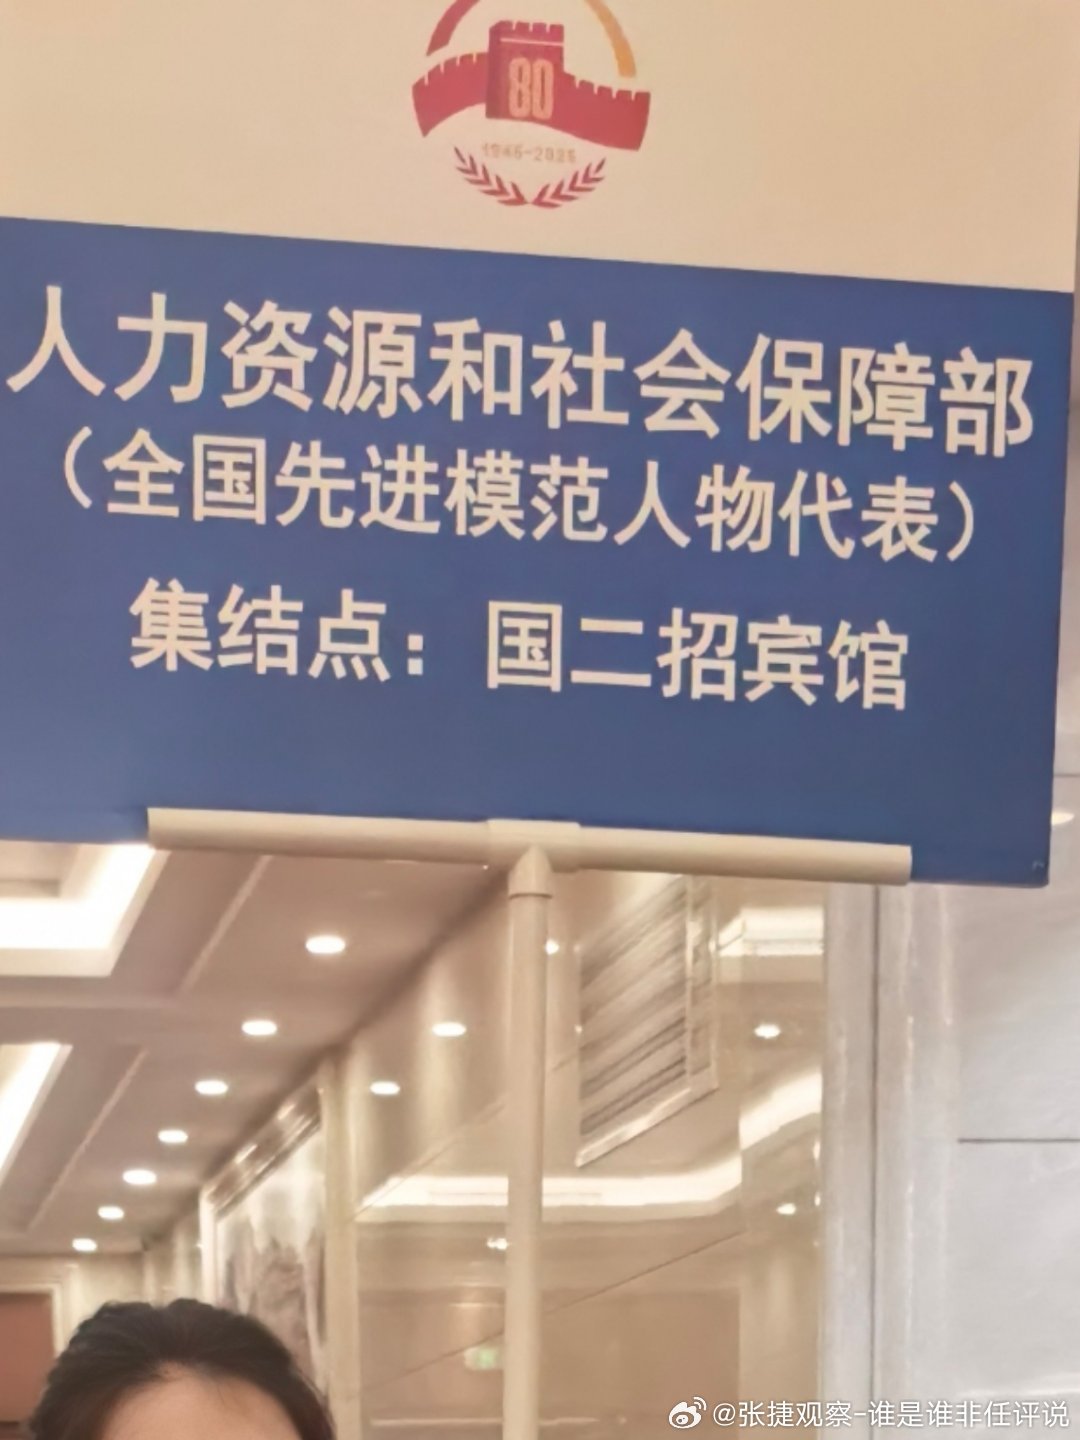 80
1945-2025
人力资源和社会保障部
（全国先进模范人物代表）
集结点：国二招宾馆
@张捷观察-谁是谁非任评说